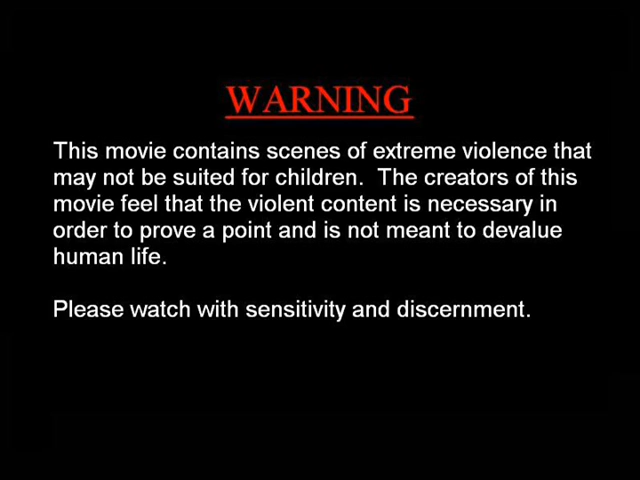 WARNING
This movie contains scenes of extreme violence that
may not be suited for children.  The creators of this
movie feel that the violent content is necessary in
order to prove a point and is not meant to devalue
human life.
Please watch with sensitivity and discernment.